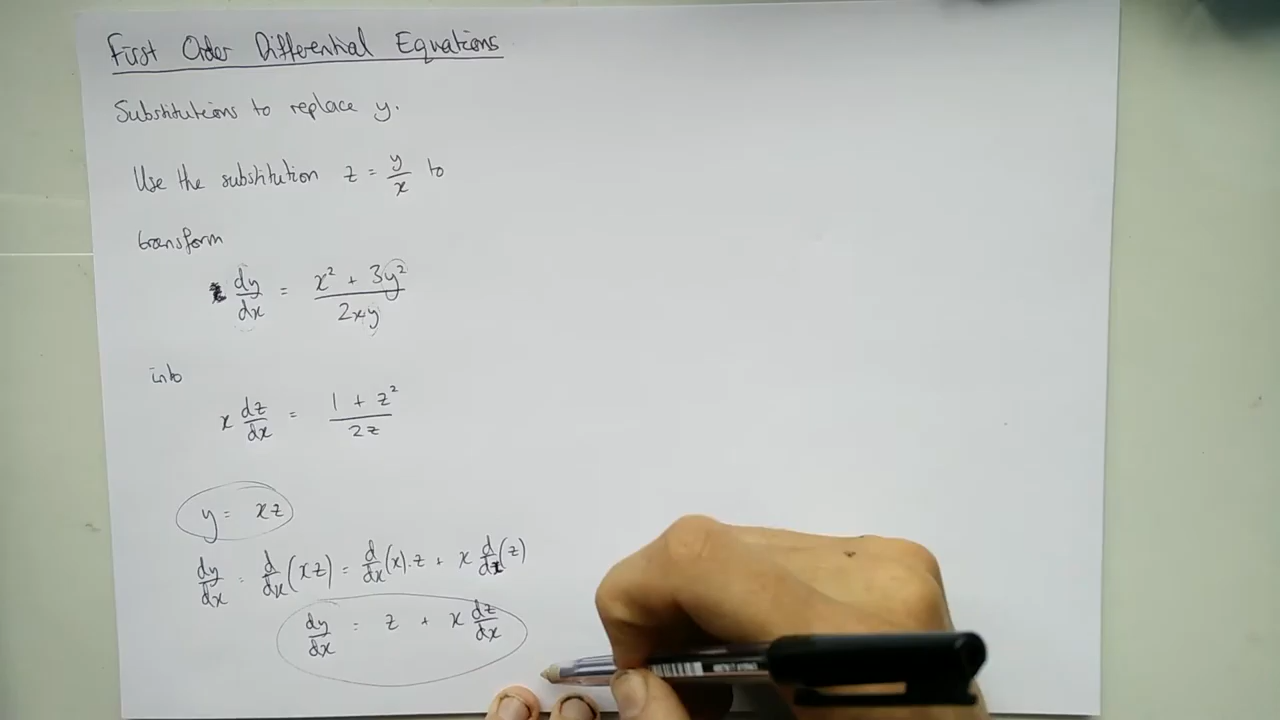 First Order Differential Equations
Substitutions to replace y.
Use the substitution z = y/x to
transform
dy/dx = (x² + 3y²)/(2xy)
into
x dz/dx = (1 + z²)/(2z)
y = xz
dy/dx = d/dx (xz) = d/dx (x).z + x d/dx (z)
dy/dx = z + x dz/dx